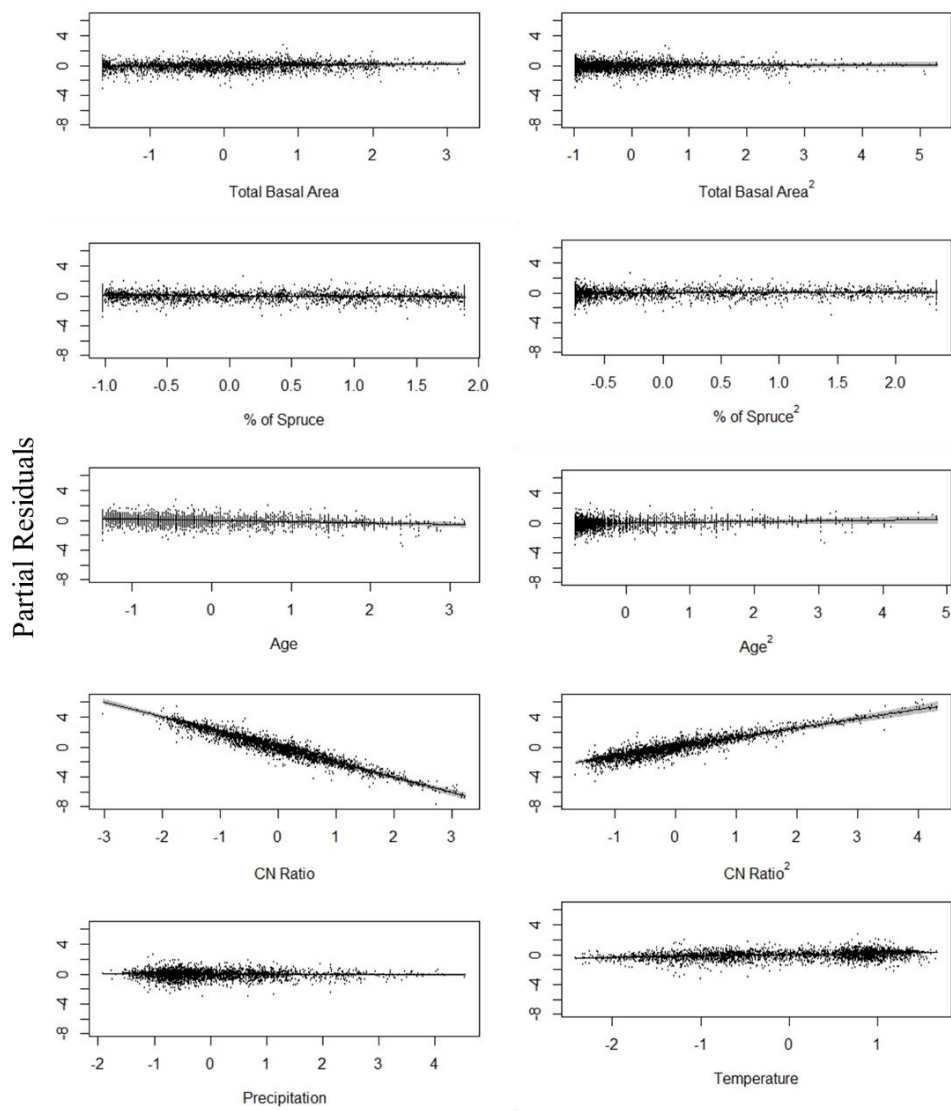 Partial Residuals
4
0
-4
-8
-1 0 1 2 3
Total Basal Area
4
0
-4
-8
-1 0 1 2 3 4 5
Total Basal Area²
4
0
-4
-8
-1.0 -0.5 0.0 0.5 1.0 1.5 2.0
% of Spruce
4
0
-4
-8
-0.5 0.0 0.5 1.0 1.5 2.0
% of Spruce²
4
0
-4
-8
-1 0 1 2 3
Age
4
0
-4
-8
0 1 2 3 4 5
Age²
4
0
-4
-8
-3 -2 -1 0 1 2 3
CN Ratio
4
0
-4
-8
-1 0 1 2 3 4
CN Ratio²
4
0
-4
-8
-2 -1 0 1 2 3 4
Precipitation
4
0
-4
-8
-2 -1 0 1
Temperature